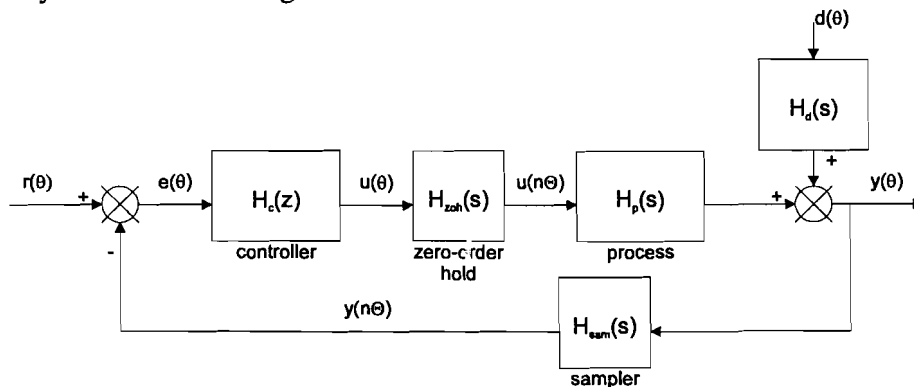 d(θ)
H_d(s)
+
r(θ)
+
e(θ)
H_c(z)
u(θ)
H_zoh(s)
u(nΘ)
H_p(s)
+
y(θ)
-
controller
zero-order
hold
process
y(nΘ)
H_sam(s)
sampler